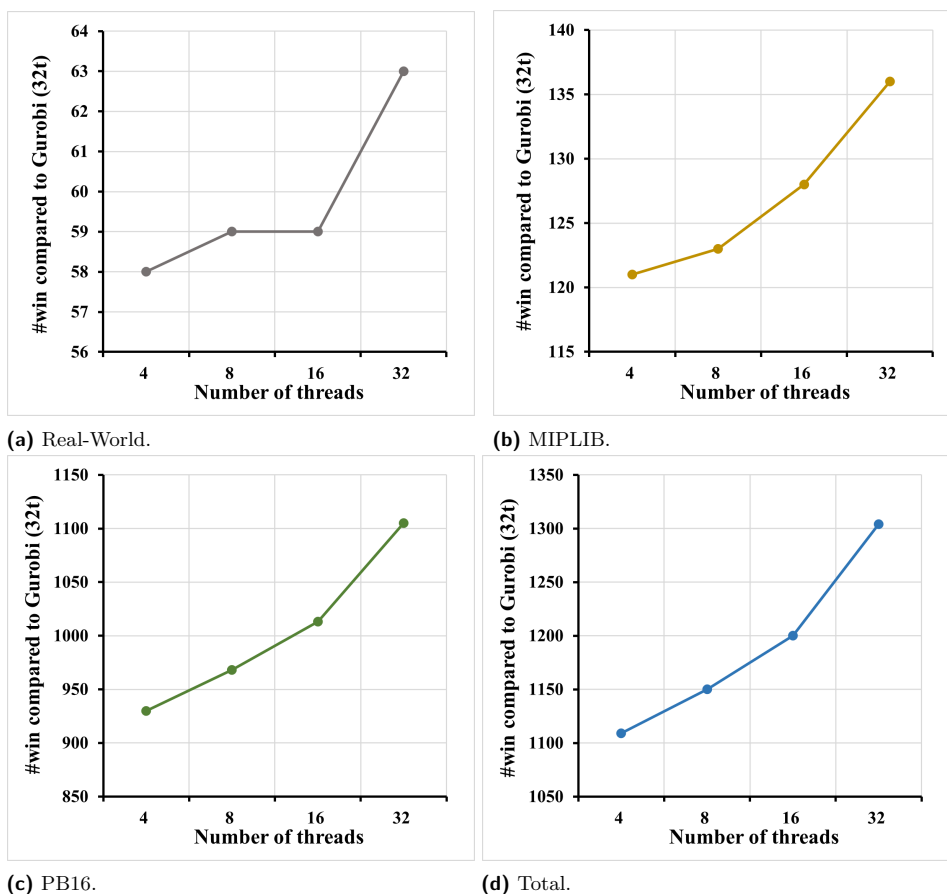 #win compared to Gurobi (32t)
64
63
62
61
60
59
58
57
56
4 8 16 32
Number of threads
(a) Real-World.
#win compared to Gurobi (32t)
140
135
130
125
120
115
4 8 16 32
Number of threads
(b) MIPLIB.
#win compared to Gurobi (32t)
1150
1100
1050
1000
950
900
850
4 8 16 32
Number of threads
(c) PB16.
#win compared to Gurobi (32t)
1350
1300
1250
1200
1150
1100
1050
4 8 16 32
Number of threads
(d) Total.